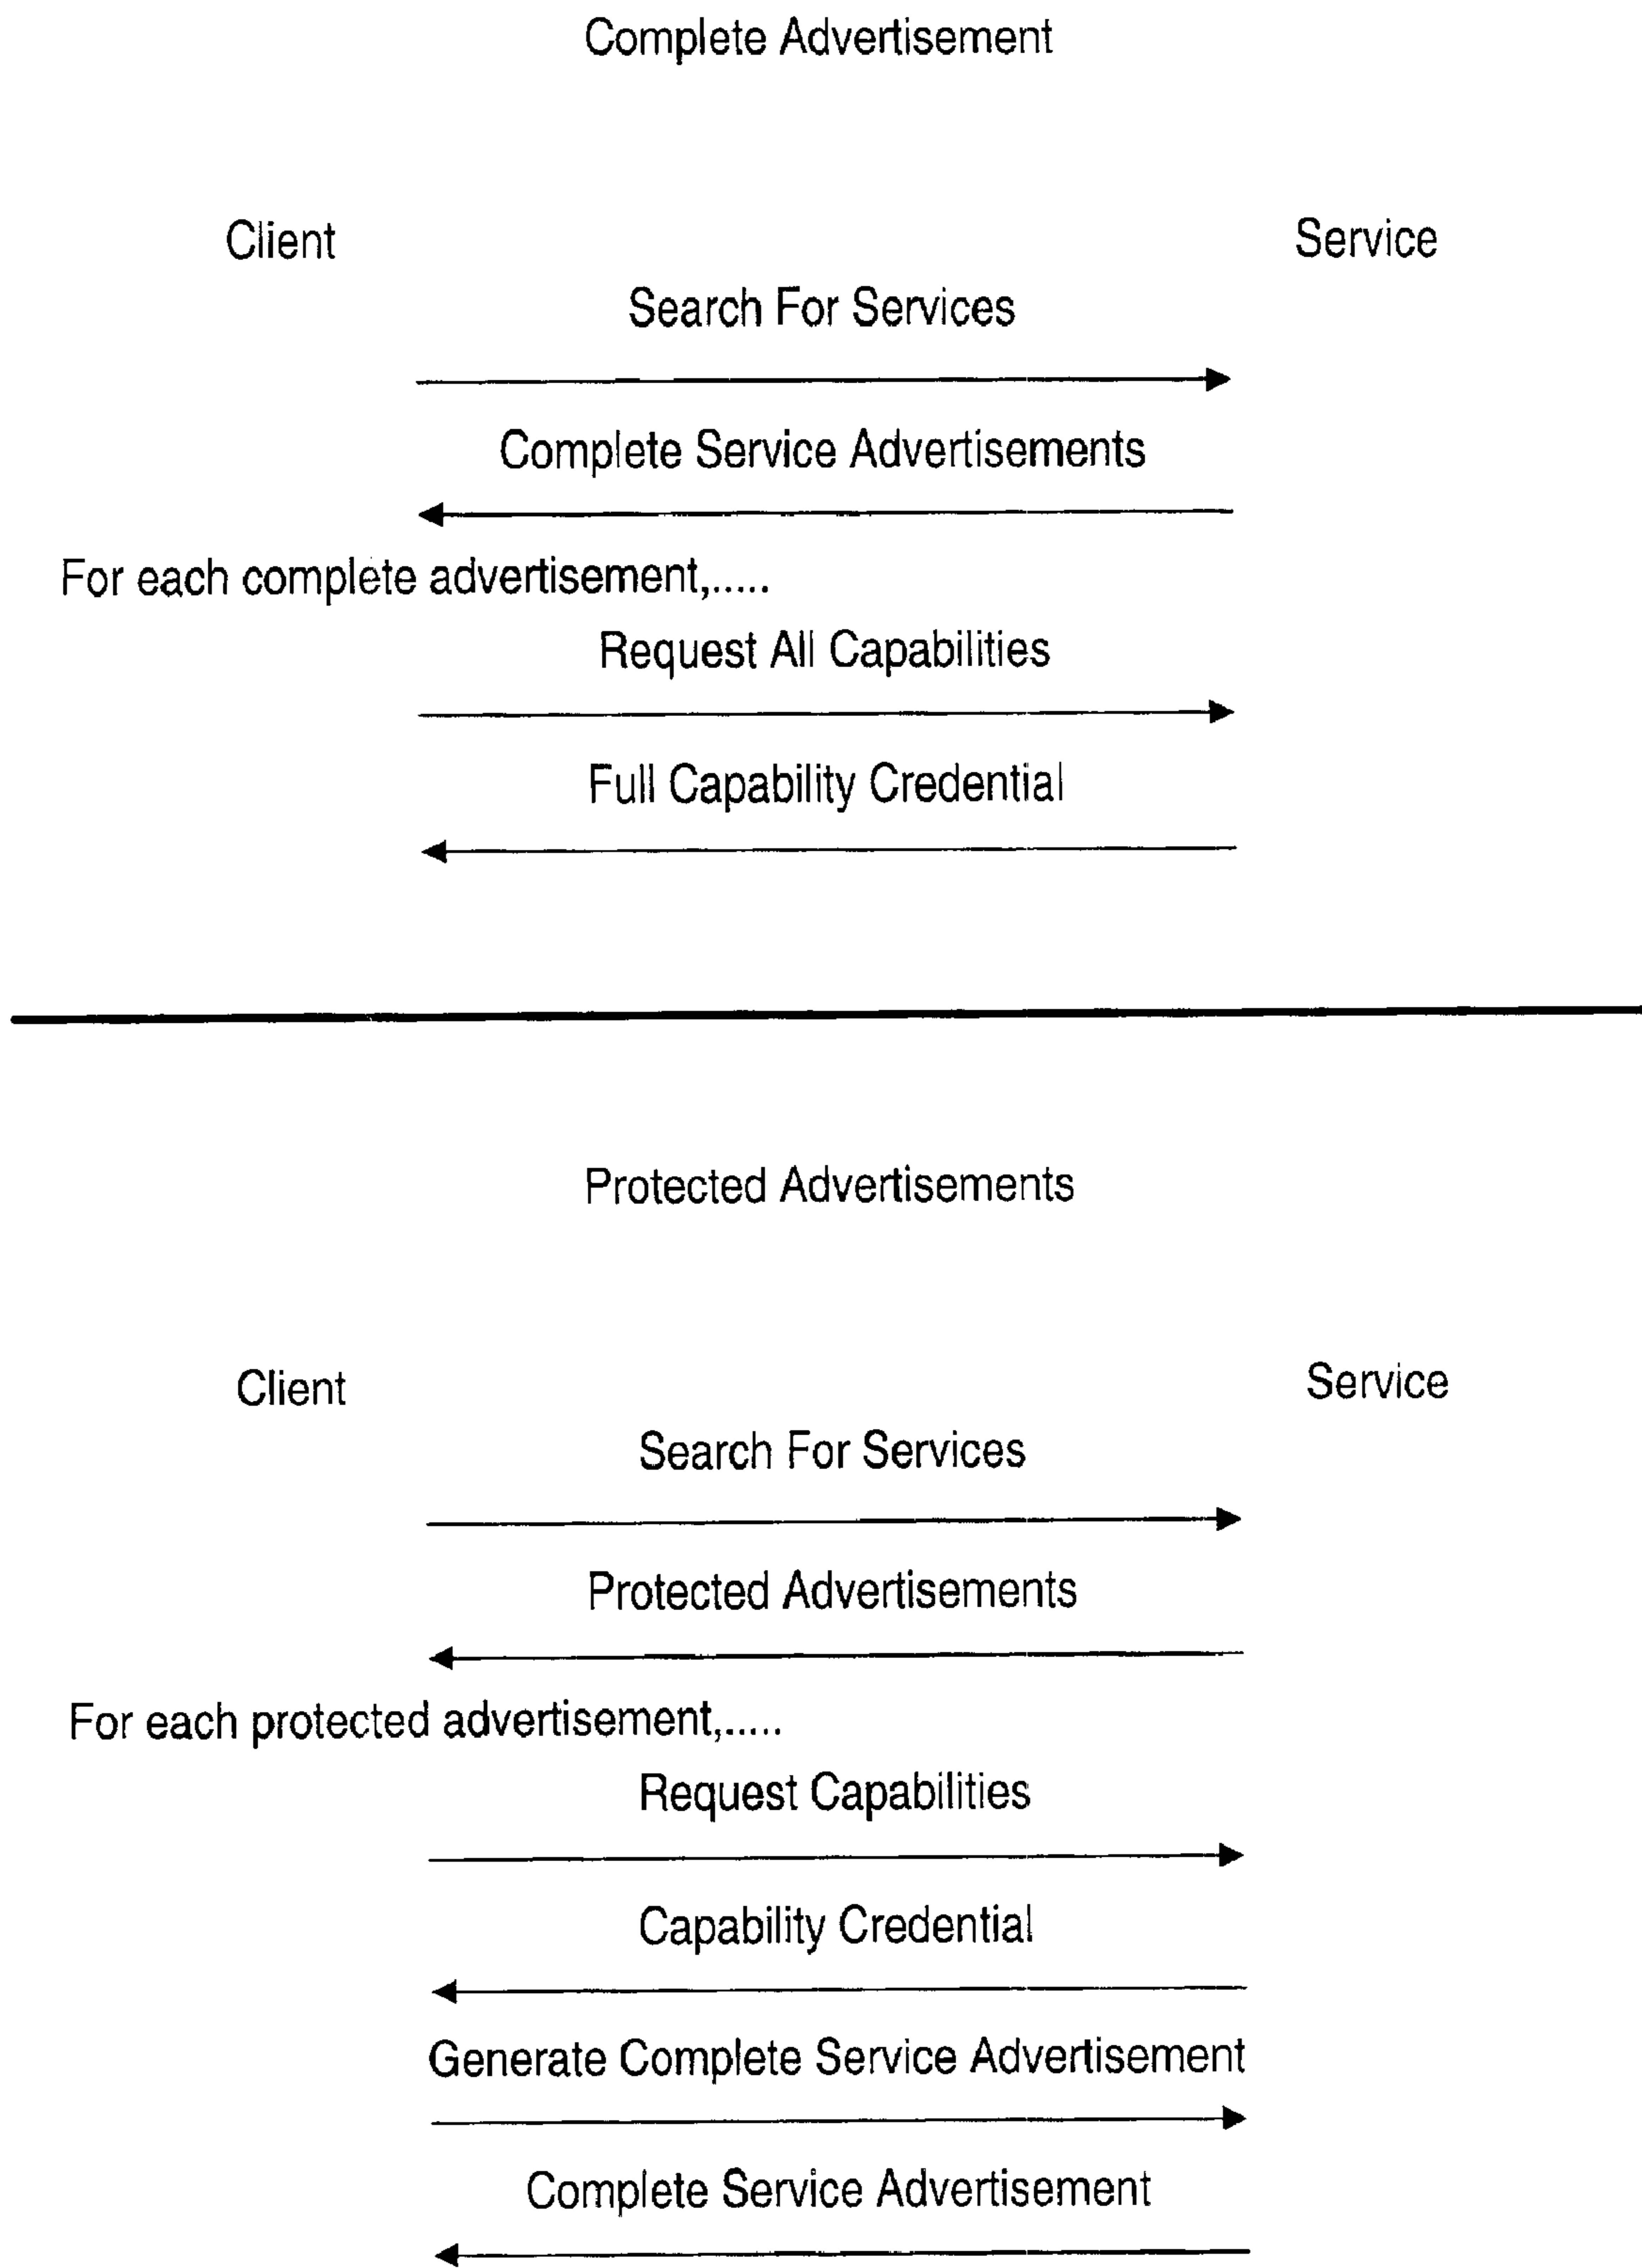 Complete Advertisement
Client
Service
Search For Services
Complete Service Advertisements
For each complete advertisement,.....
Request All Capabilities
Full Capability Credential
Protected Advertisements
Client
Service
Search For Services
Protected Advertisements
For each protected advertisement,.....
Request Capabilities
Capability Credential
Generate Complete Service Advertisement
Complete Service Advertisement